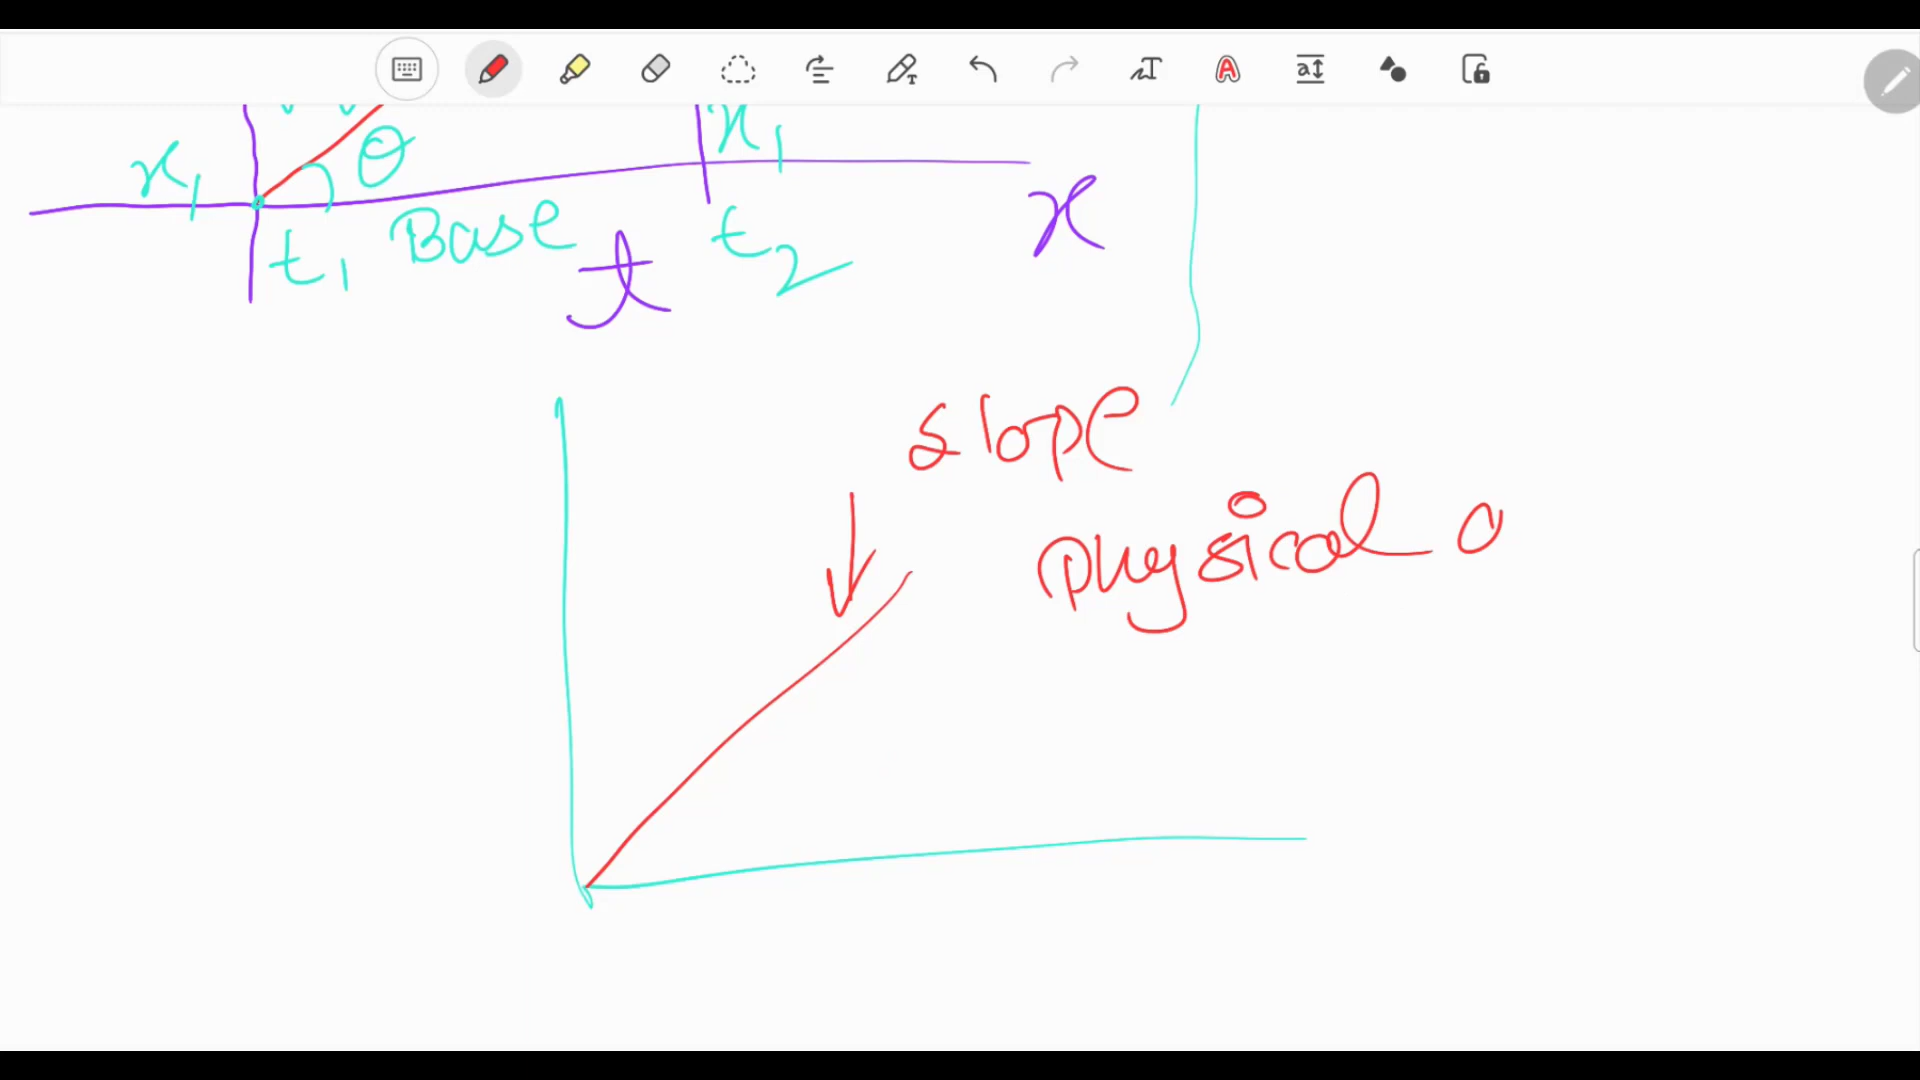 x1 θ x1
t1 Base t t2 x
slope
physical a